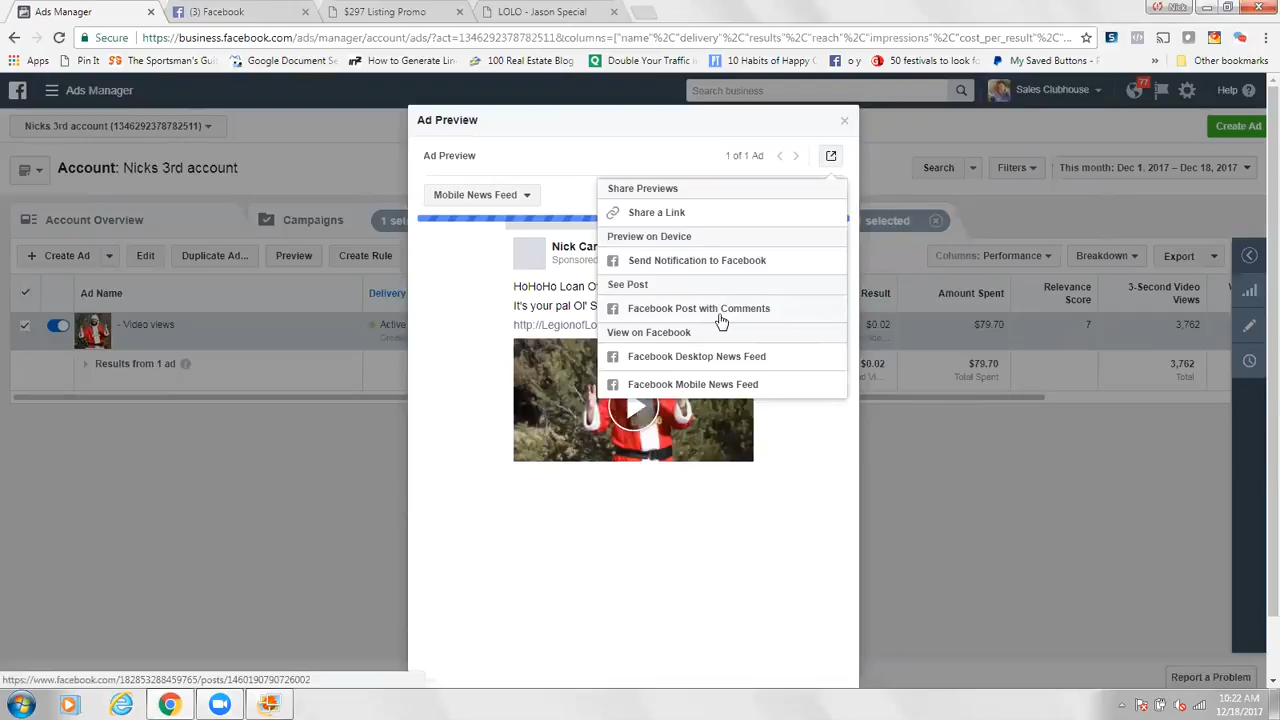 Ads Manager
(3) Facebook
$297 Listing Promo
LOLO - Jason Special
Nick
Secure
https://business.facebook.com/ads/manager/account/ads/?act=1346292378782511&columns=["name"%2C"delivery"%2C"results"%2C"reach"%2C"impressions"%2C"cost_per_result"%2C"...
Apps
Pin It
The Sportsman's Gu
Google Document Se
How to Generate Lin
100 Real Estate Blog
Double Your Traffic
10 Habits of Happy C
o y
50 festivals to look f
My Saved Buttons -
Other bookmarks
Ads Manager
Search business
Sales Clubhouse
77
Help
Nicks 3rd account (1346292378782511)
Create Ad
Account: Nicks 3rd account
Search
Filters
This month: Dec 1, 2017 – Dec 18, 2017
Account Overview
Campaigns
1 sel
selected
Create Ad
Edit
Duplicate Ad...
Preview
Create Rule
Columns: Performance
Breakdown
Export
Ad Name
Delivery
Result
Amount Spent
Relevance Score
3-Second Video Views
- Video views
Active
$0.02
$79.70
7
3,762
Results from 1 ad
$0.02
$79.70
3,762
Total Spent
Total
Ad Preview
Ad Preview
1 of 1 Ad
Mobile News Feed
Nick Car
Sponsored
HoHoHo Loan O
It's your pal Ol' S
http://LegionofLo
Share Previews
Share a Link
Preview on Device
Send Notification to Facebook
See Post
Facebook Post with Comments
View on Facebook
Facebook Desktop News Feed
Facebook Mobile News Feed
https://www.facebook.com/182853288459765/posts/1460190790726002
Report a Problem
10:22 AM
12/18/2017